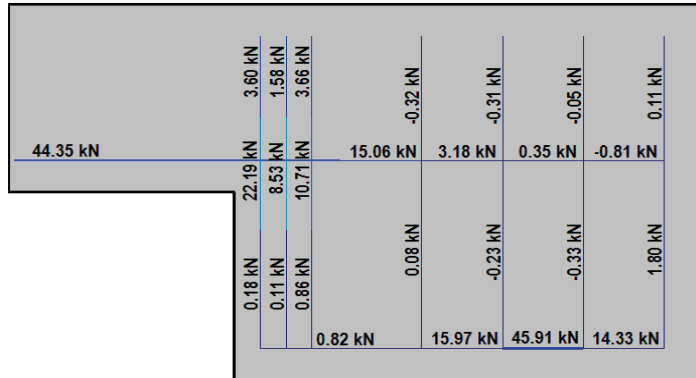 3.60 kN
1.58 kN
3.66 kN
-0.32 kN
-0.31 kN
-0.05 kN
0.11 kN
44.35 kN
15.06 kN
3.18 kN
0.35 kN
-0.81 kN
22.19 kN
8.53 kN
10.71 kN
0.18 kN
0.11 kN
0.86 kN
0.08 kN
-0.23 kN
-0.33 kN
1.80 kN
0.82 kN
15.97 kN
45.91 kN
14.33 kN